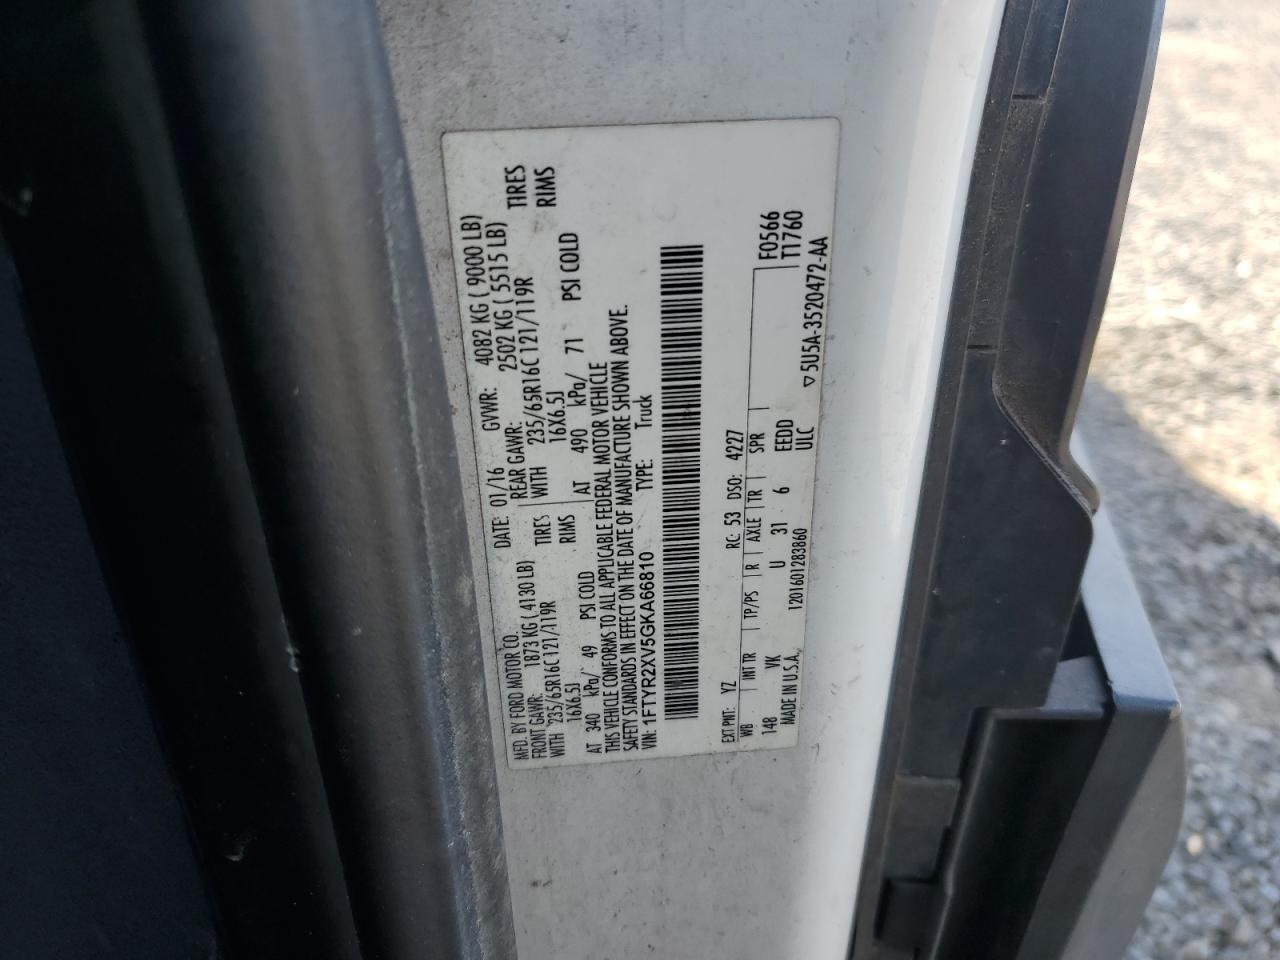 MFD. BY FORD MOTOR CO. DATE: 01/16 GVWR: 4082 KG ( 9000 LB)
FRONT GAWR: 1873 KG ( 4130 LB) REAR GAWR: 2502 KG ( 5515 LB)
WITH 235/65R16C 121/119R TIRES WITH 235/65R16C 121/119R TIRES
16X6.5J RIMS 16X6.5J RIMS
AT 340 kPa/ 49 PSI COLD AT 490 kPa/ 71 PSI COLD
THIS VEHICLE CONFORMS TO ALL APPLICABLE FEDERAL MOTOR VEHICLE
SAFETY STANDARDS IN EFFECT ON THE DATE OF MANUFACTURE SHOWN ABOVE.
VIN: 1FTYR2XV5GKA66810 TYPE: Truck
EXT PNT: YZ RC: 53 DSO: 4227
WB INT TR TP/PS R AXLE TR SPR F0566
148 VK U 31 6 EEDD T1760
MADE IN U.S.A. 1201601283860 ULC ▽5U5A-3520472-AA